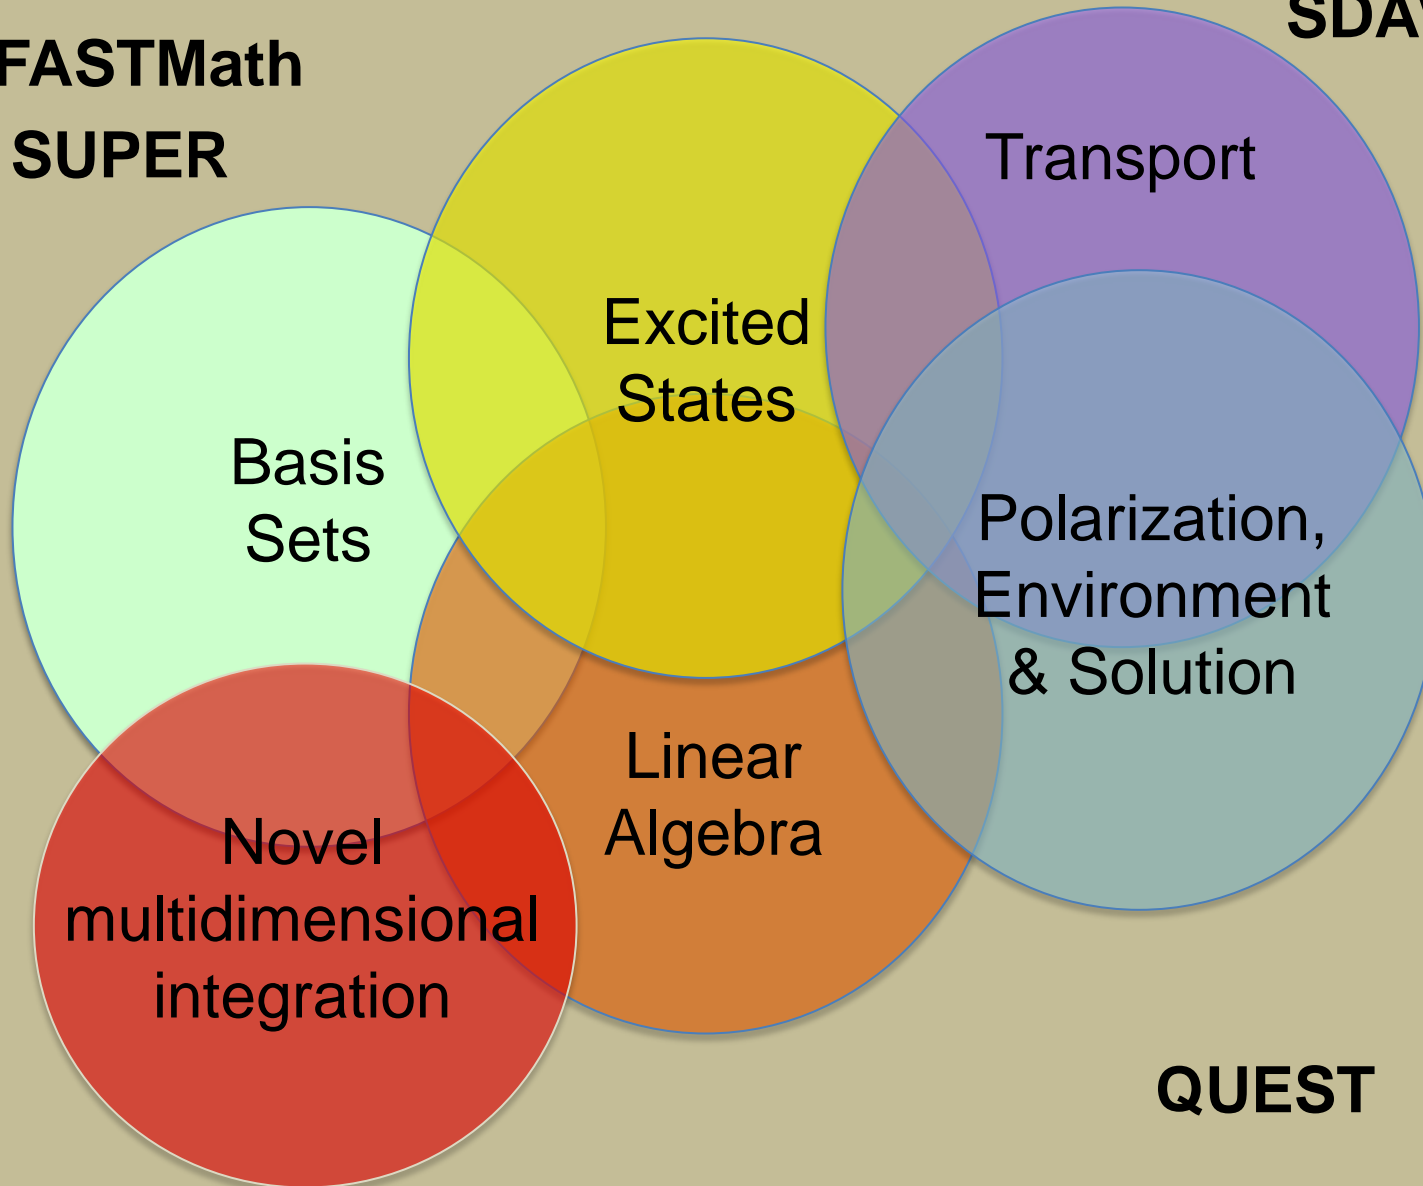 FASTMath
SUPER
Transport
Excited
States
Basis
Sets
Polarization,
Environment
& Solution
Linear
Algebra
Novel
multidimensional
integration
QUEST